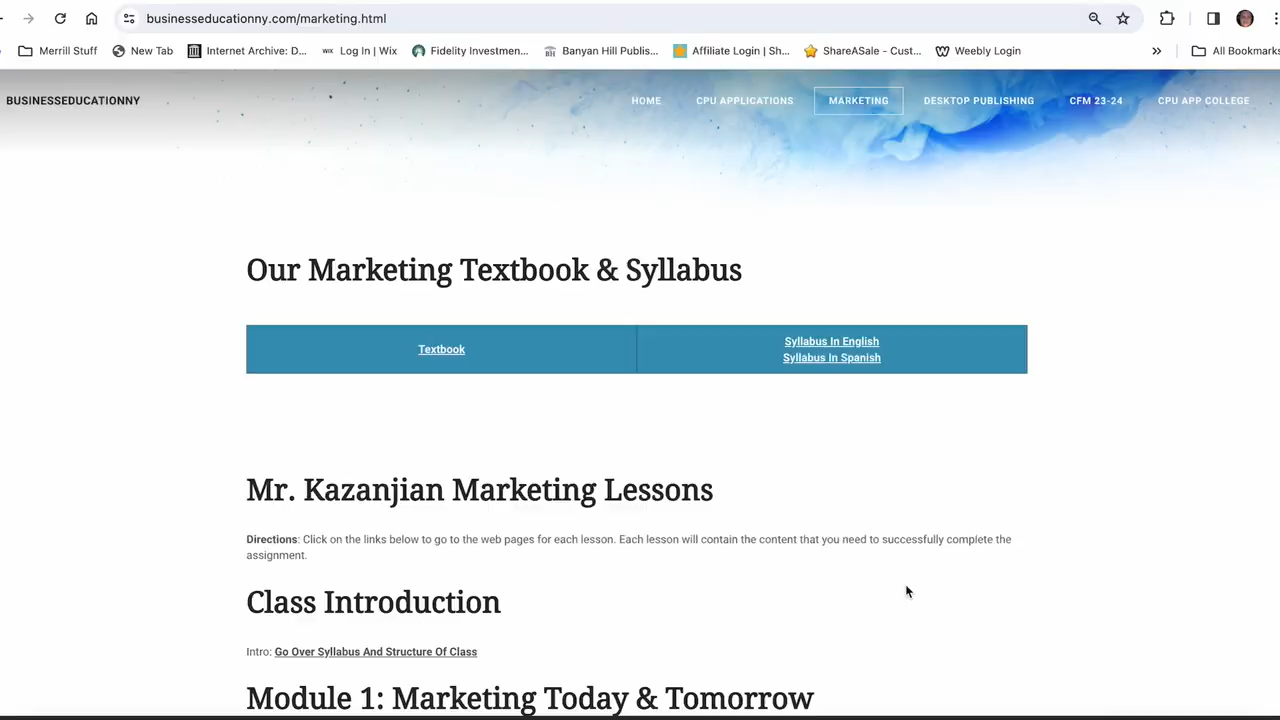 businesseducationny.com/marketing.html
Merrill Stuff New Tab Internet Archive: D... WIX Log In | Wix Fidelity Investmen... BH Banyan Hill Publis... Affiliate Login | Sh... ShareASale - Cust... Weebly Login » All Bookmarks
BUSINESSEDUCATIONNY HOME CPU APPLICATIONS MARKETING DESKTOP PUBLISHING CFM 23-24 CPU APP COLLEGE
Our Marketing Textbook & Syllabus
Textbook
Syllabus In English
Syllabus In Spanish
Mr. Kazanjian Marketing Lessons
Directions: Click on the links below to go to the web pages for each lesson. Each lesson will contain the content that you need to successfully complete the
assignment.
Class Introduction
Intro: Go Over Syllabus And Structure Of Class
Module 1: Marketing Today & Tomorrow